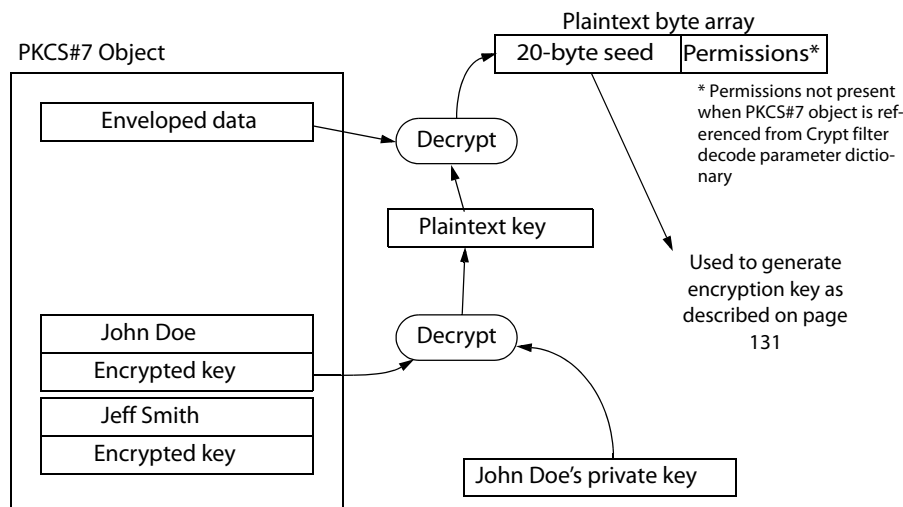 Plaintext byte array
PKCS#7 Object
20-byte seed
Permissions*
* Permissions not present
when PKCS#7 object is ref-
erenced from Crypt filter
decode parameter dictio-
nary
Enveloped data
Decrypt
Plaintext key
Used to generate
encryption key as
described on page
131
John Doe
Encrypted key
Decrypt
Jeff Smith
Encrypted key
John Doe's private key